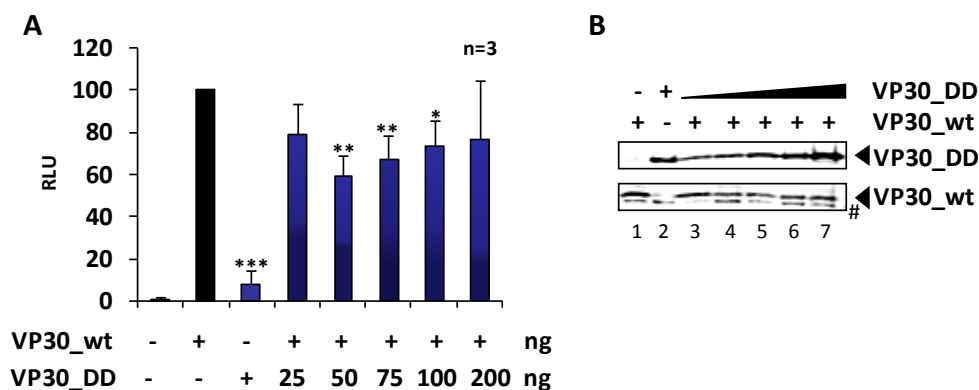 A
n=3
120
100
80
60
40
20
0
RLU
***
**
**
*
VP30_wt - + - + + + + + ng
VP30_DD - - + 25 50 75 100 200 ng
B
- + VP30_DD
+ - + + + + + VP30_wt
VP30_DD
VP30_wt
#
1 2 3 4 5 6 7